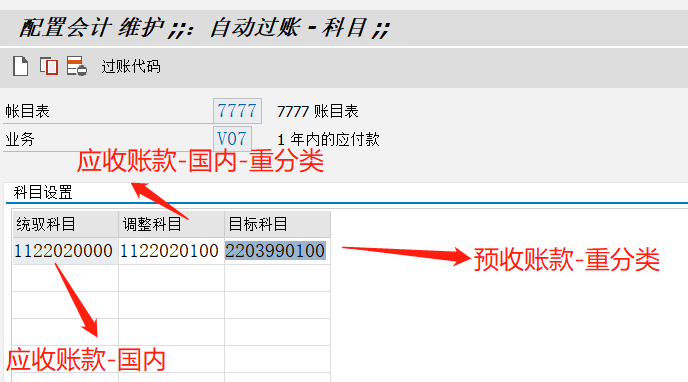 配置会计 维护 ;;: 自动过账 - 科目 ;;
过账代码
帐目表 7777 7777 账目表
业务 V07 1 年内的应付款
应收账款-国内-重分类
科目设置
统驭科目 调整科目 目标科目
1122020000 1122020100 2203990100
预收账款-重分类
应收账款-国内